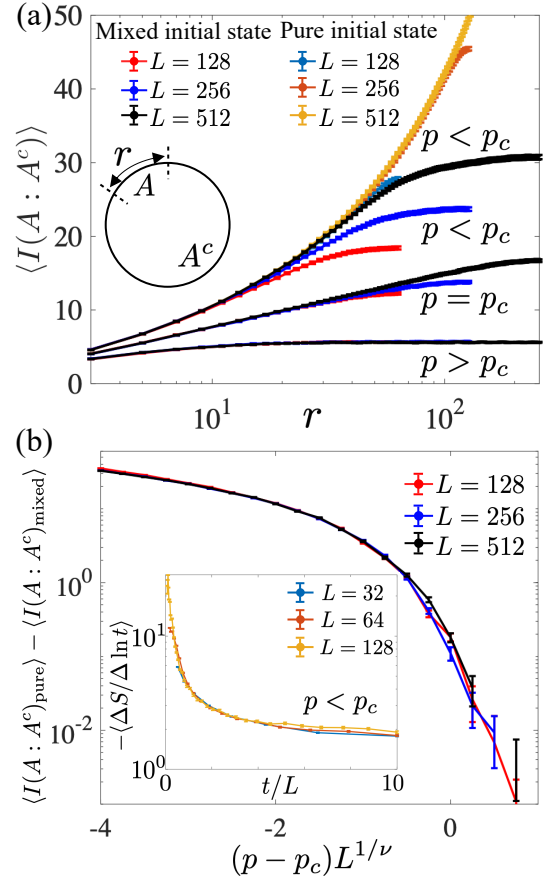 (a)
Mixed initial state Pure initial state
L = 128 L = 128
L = 256 L = 256
L = 512 L = 512
⟨I(A : A^c)⟩
50
40
30
20
10
0
r
A
A^c
p < p_c
p < p_c
p = p_c
p > p_c
10^1 r 10^2
(b)
⟨I(A : A^c)_pure⟩ − ⟨I(A : A^c)_mixed⟩
10^0
10^-2
L = 128
L = 256
L = 512
−⟨ΔS/Δ ln t⟩
10^1
10^0
L = 32
L = 64
L = 128
p < p_c
0 t/L 10
-4 -2 0
(p − p_c)L^{1/ν}